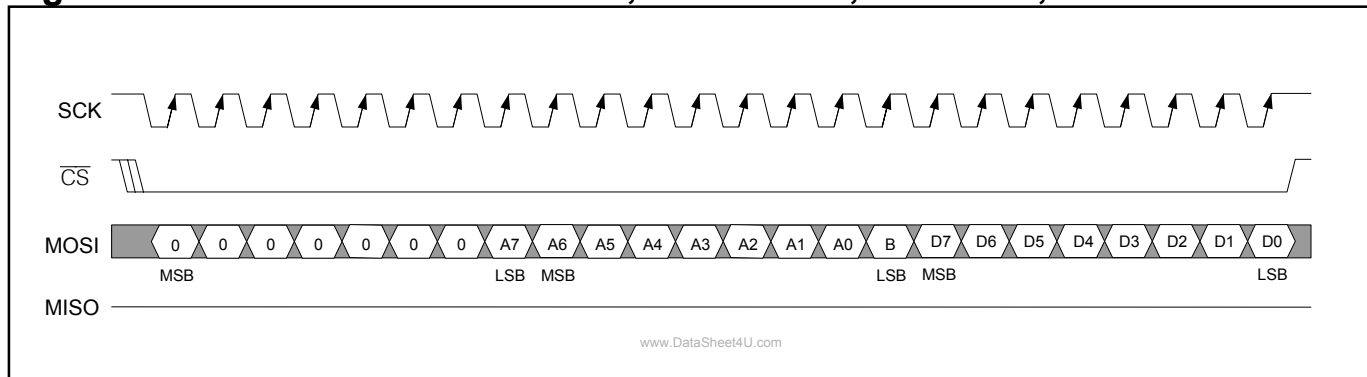 SCK
CS
MOSI 0 0 0 0 0 0 0 A7 A6 A5 A4 A3 A2 A1 A0 B D7 D6 D5 D4 D3 D2 D1 D0
MSB LSB MSB LSB MSB LSB
MISO
www.DataSheet4U.com